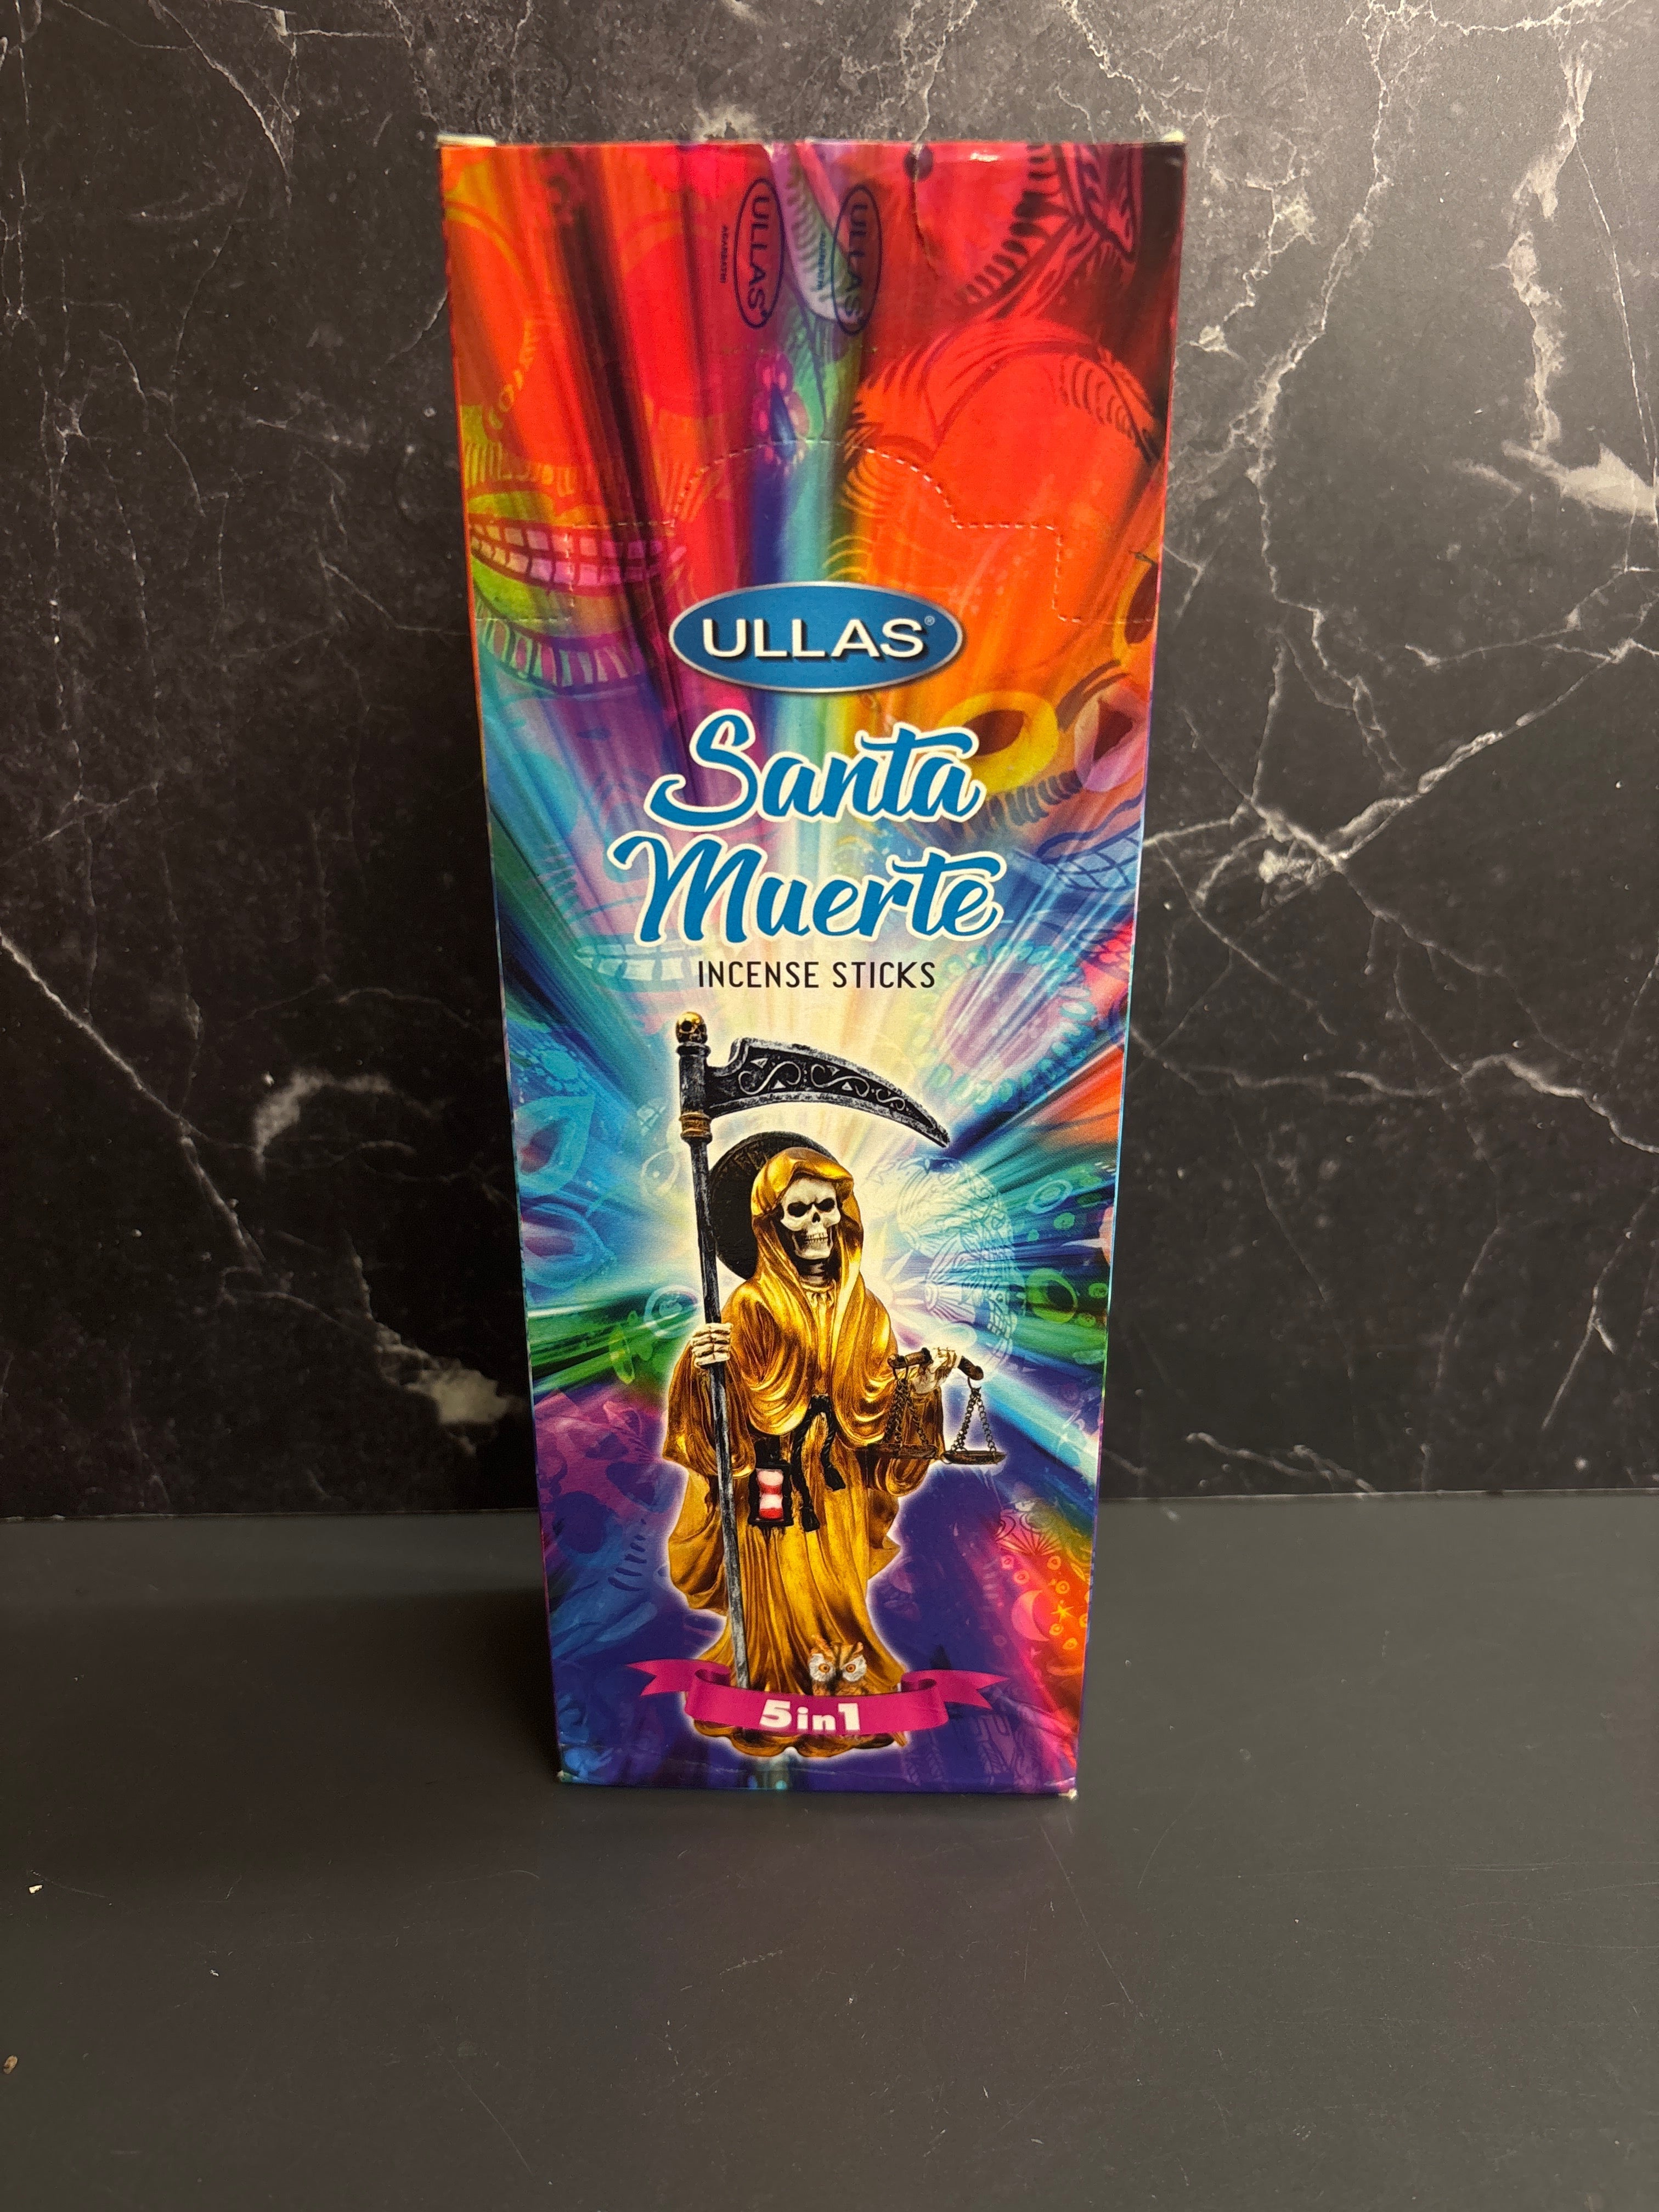 ULLAS
ULLAS
ULLAS®
Santa
Muerte
INCENSE STICKS
5in1